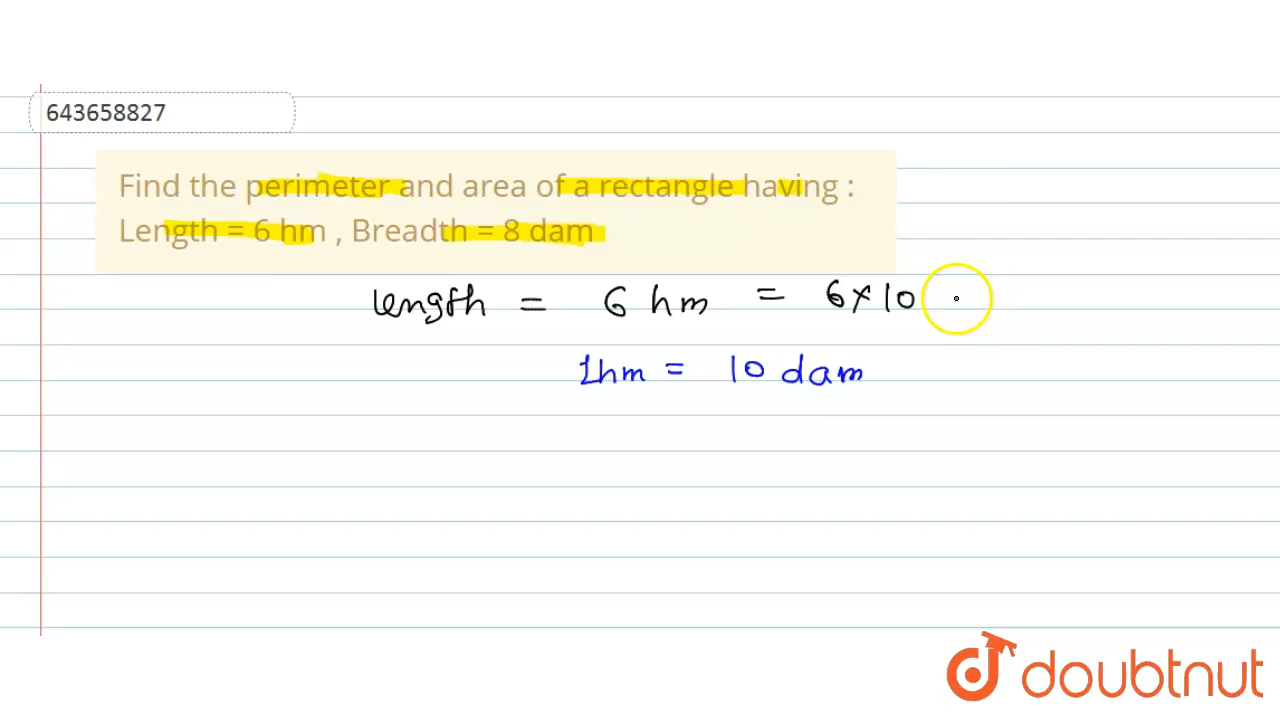 643658827
Find the perimeter and area of a rectangle having :
Length = 6 hm , Breadth = 8 dam
length = 6 hm = 6×10
1hm = 10 dam
doubtnut